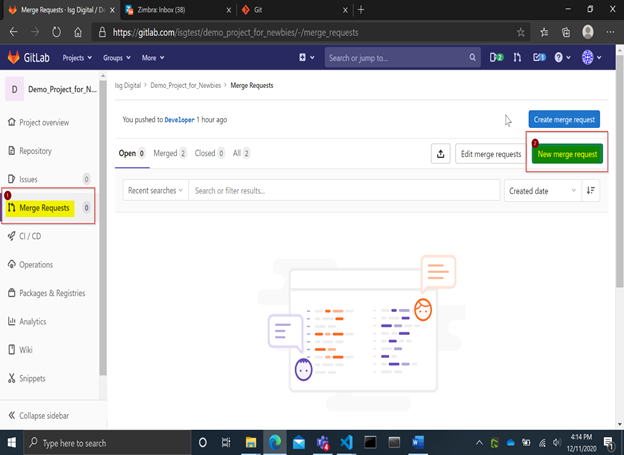 Merge Requests · Isg Digital / De
Zimbra: Inbox (38)
Git
https://gitlab.com/isgtest/demo_project_for_newbies/-/merge_requests
GitLab
Projects
Groups
More
Search or jump to...
2
1
D
Demo_Project_for_N...
Project overview
Repository
Issues 0
1
Merge Requests 0
CI / CD
Operations
Packages & Registries
Analytics
Wiki
Snippets
Collapse sidebar
Isg Digital > Demo_Project_for_Newbies > Merge Requests
You pushed to Developer 1 hour ago
Create merge request
Open 0 Merged 2 Closed 0 All 2
Edit merge requests
2
New merge request
Recent searches
Search or filter results...
Created date
Type here to search
4:14 PM
12/11/2020